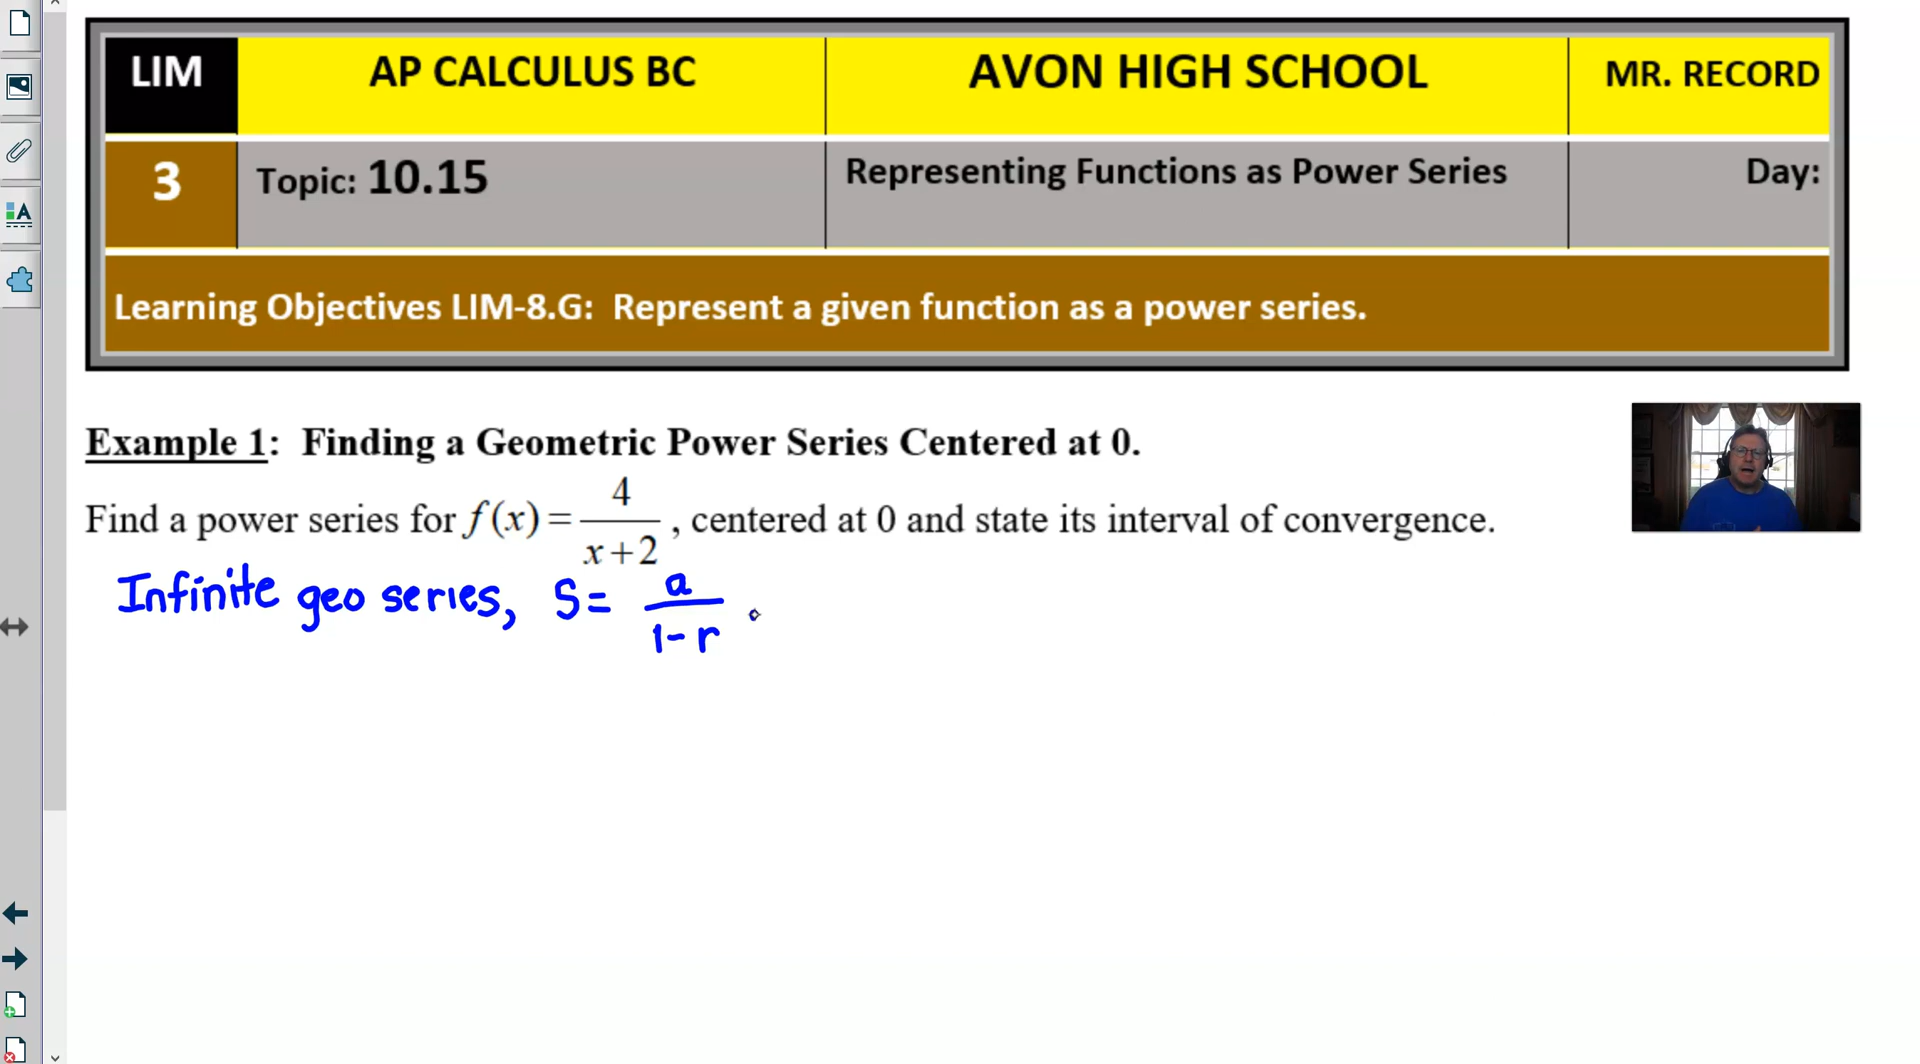 LIM AP CALCULUS BC AVON HIGH SCHOOL MR. RECORD
3 Topic: 10.15 Representing Functions as Power Series Day:
Learning Objectives LIM-8.G: Represent a given function as a power series.
Example 1: Finding a Geometric Power Series Centered at 0.
Find a power series for f(x) = 4/(x+2), centered at 0 and state its interval of convergence.
Infinite geo series, S = a/(1-r)